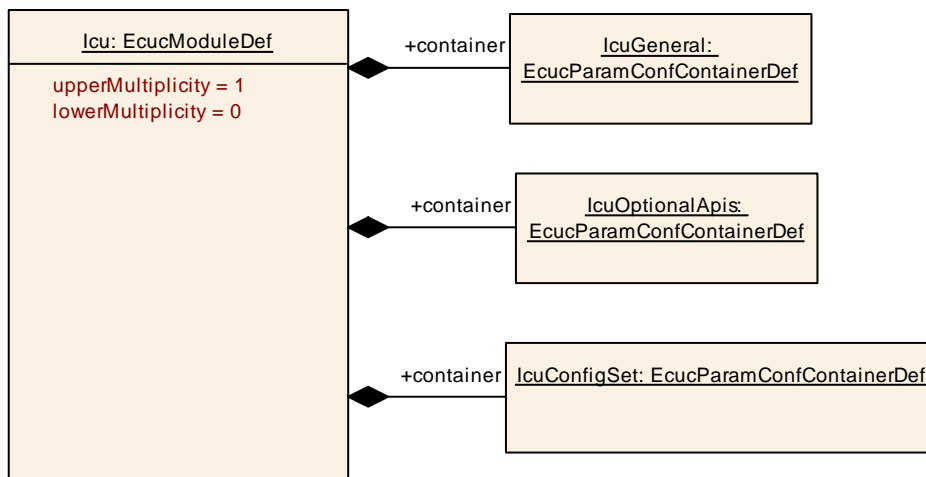 Icu: EcucModuleDef
upperMultiplicity = 1
lowerMultiplicity = 0
+container
IcuGeneral:
EcucParamConfContainerDef
+container
IcuOptionalApis:
EcucParamConfContainerDef
+container
IcuConfigSet: EcucParamConfContainerDef